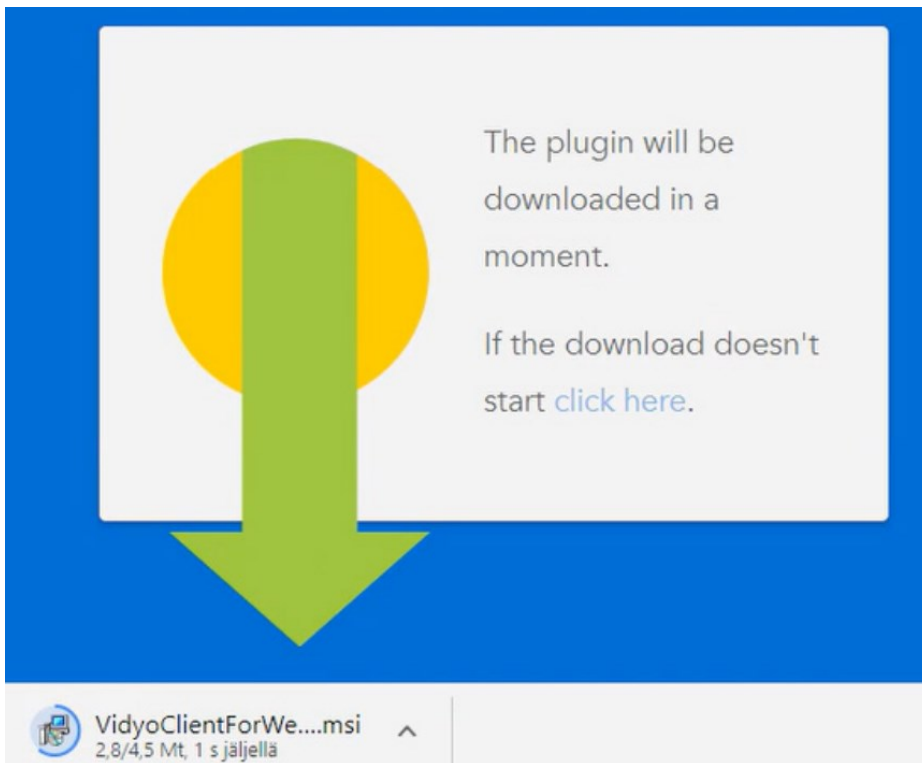 The plugin will be
downloaded in a
moment.
If the download doesn't
start click here.
VidyoClientForWe....msi
2,8/4,5 Mt, 1 s jäljellä